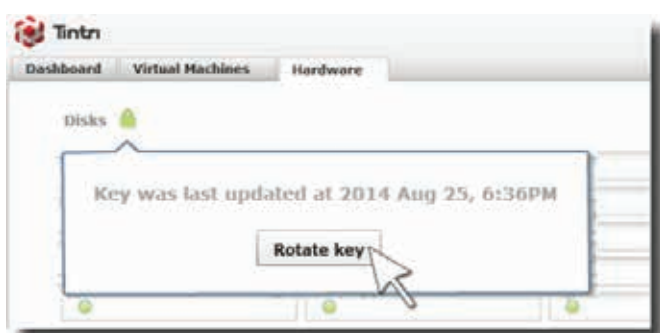 Tintri
Dashboard Virtual Machines Hardware
Disks
Key was last updated at 2014 Aug 25, 6:36PM
Rotate key